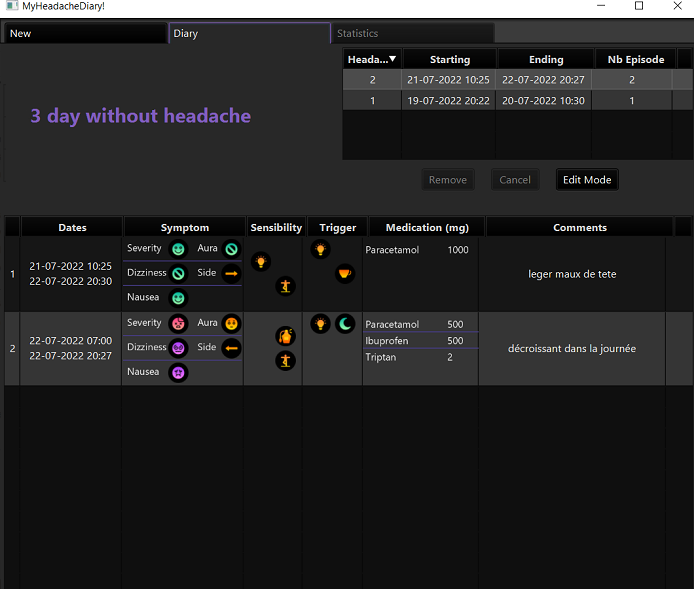 MyHeadacheDiary!
New
Diary
Statistics
3 day without headache
Heada...▼ Starting Ending Nb Episode
2 21-07-2022 10:25 22-07-2022 20:27 2
1 19-07-2022 20:22 20-07-2022 10:30 1
Remove Cancel Edit Mode
Dates Symptom Sensibility Trigger Medication (mg) Comments
1
21-07-2022 10:25
22-07-2022 20:30
Severity Aura
Dizziness Side
Nausea
Paracetamol 1000
leger maux de tete
2
22-07-2022 07:00
22-07-2022 20:27
Severity Aura
Dizziness Side
Nausea
Paracetamol 500
Ibuprofen 500
Triptan 2
décroissant dans la journée